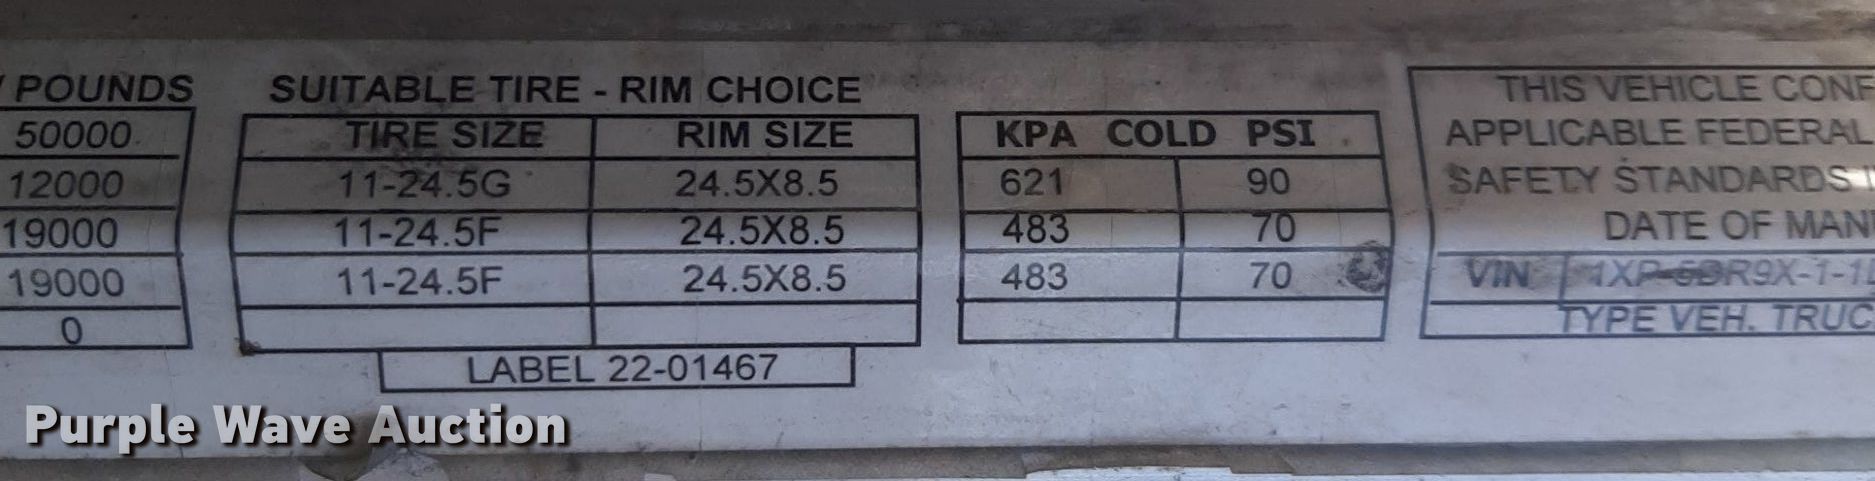 POUNDS
50000
12000
19000
19000
0
SUITABLE TIRE - RIM CHOICE
TIRE SIZE RIM SIZE
11-24.5G 24.5X8.5
11-24.5F 24.5X8.5
11-24.5F 24.5X8.5
LABEL 22-01467
KPA COLD PSI
621 90
483 70
483 70
THIS VEHICLE CONF
APPLICABLE FEDERAL
SAFETY STANDARDS
DATE OF MAN
VIN
TYPE VEH. TRUC
Purple Wave Auction